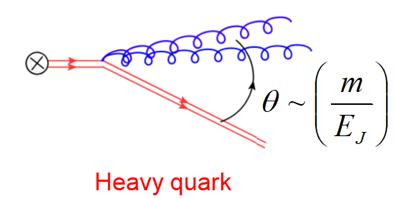 θ ~ (m / E_J)
Heavy quark